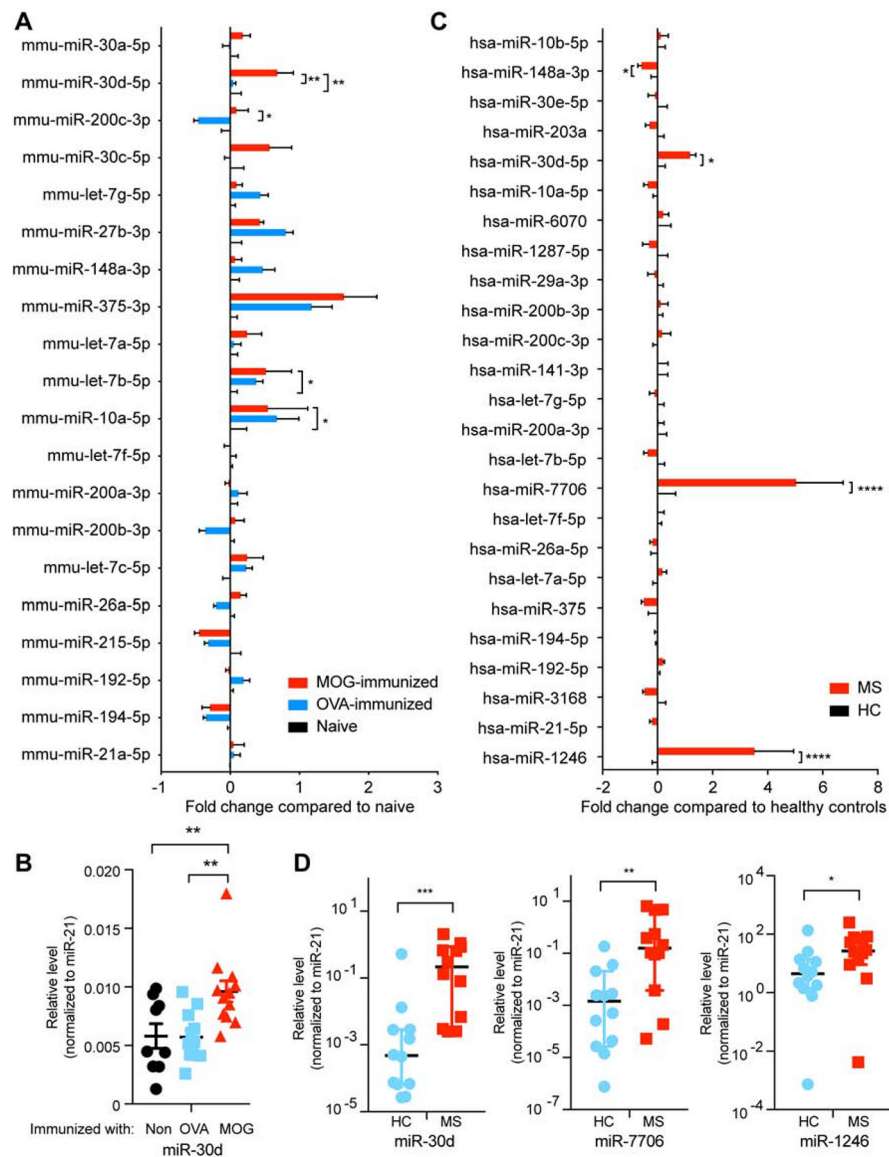 A
mmu-miR-30a-5p
mmu-miR-30d-5p
** **
mmu-miR-200c-3p
*
mmu-miR-30c-5p
mmu-let-7g-5p
mmu-miR-27b-3p
mmu-miR-148a-3p
mmu-miR-375-3p
mmu-let-7a-5p
mmu-let-7b-5p
*
mmu-miR-10a-5p
*
mmu-let-7f-5p
mmu-miR-200a-3p
mmu-miR-200b-3p
mmu-let-7c-5p
mmu-miR-26a-5p
mmu-miR-215-5p
mmu-miR-192-5p
mmu-miR-194-5p
mmu-miR-21a-5p
MOG-immunized
OVA-immunized
Naive
-1 0 1 2 3
Fold change compared to naive
C
hsa-miR-10b-5p
hsa-miR-148a-3p
*
hsa-miR-30e-5p
hsa-miR-203a
hsa-miR-30d-5p
*
hsa-miR-10a-5p
hsa-miR-6070
hsa-miR-1287-5p
hsa-miR-29a-3p
hsa-miR-200b-3p
hsa-miR-200c-3p
hsa-miR-141-3p
hsa-let-7g-5p
hsa-miR-200a-3p
hsa-let-7b-5p
hsa-miR-7706
****
hsa-let-7f-5p
hsa-miR-26a-5p
hsa-let-7a-5p
hsa-miR-375
hsa-miR-194-5p
hsa-miR-192-5p
hsa-miR-3168
hsa-miR-21-5p
hsa-miR-1246
****
MS
HC
-2 0 2 4 6 8
Fold change compared to healthy controls
B
**
**
Relative level
(normalized to miR-21)
0.020
0.015
0.010
0.005
0
Immunized with: Non OVA MOG
miR-30d
D
***
Relative level
(normalized to miR-21)
10 1
10 -1
10 -3
10 -5
HC MS
miR-30d
**
Relative level
(normalized to miR-21)
10 1
10 -1
10 -3
10 -5
10 -7
HC MS
miR-7706
*
Relative level
(normalized to miR-21)
10 4
10 2
10 0
10 -2
10 -4
HC MS
miR-1246